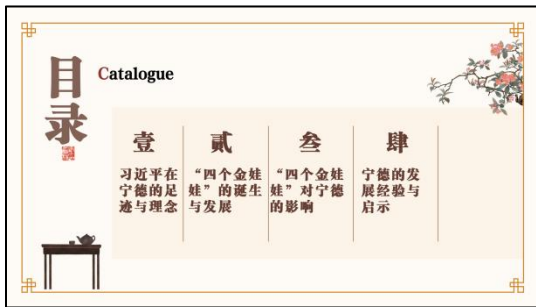 目录
Catalogue
壹
习近平在
宁德的足
迹与理念
贰
“四个金娃
娃”的诞生
与发展
叁
“四个金娃
娃”对宁德
的影响
肆
宁德的发
展经验与
启示